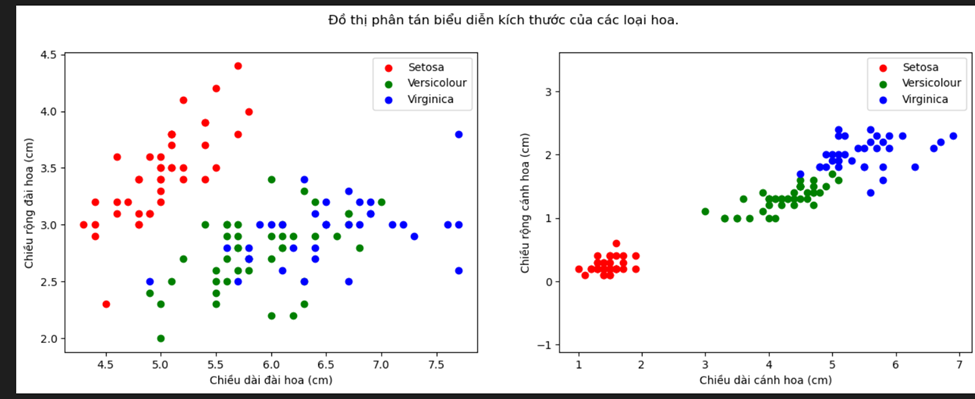 Đồ thị phân tán biểu diễn kích thước của các loại hoa.
Setosa
Versicolour
Virginica
4.5
4.0
3.5
3.0
2.5
2.0
Chiều rộng đài hoa (cm)
4.5 5.0 5.5 6.0 6.5 7.0 7.5
Chiều dài đài hoa (cm)
Setosa
Versicolour
Virginica
3
2
1
0
−1
Chiều rộng cánh hoa (cm)
1 2 3 4 5 6 7
Chiều dài cánh hoa (cm)